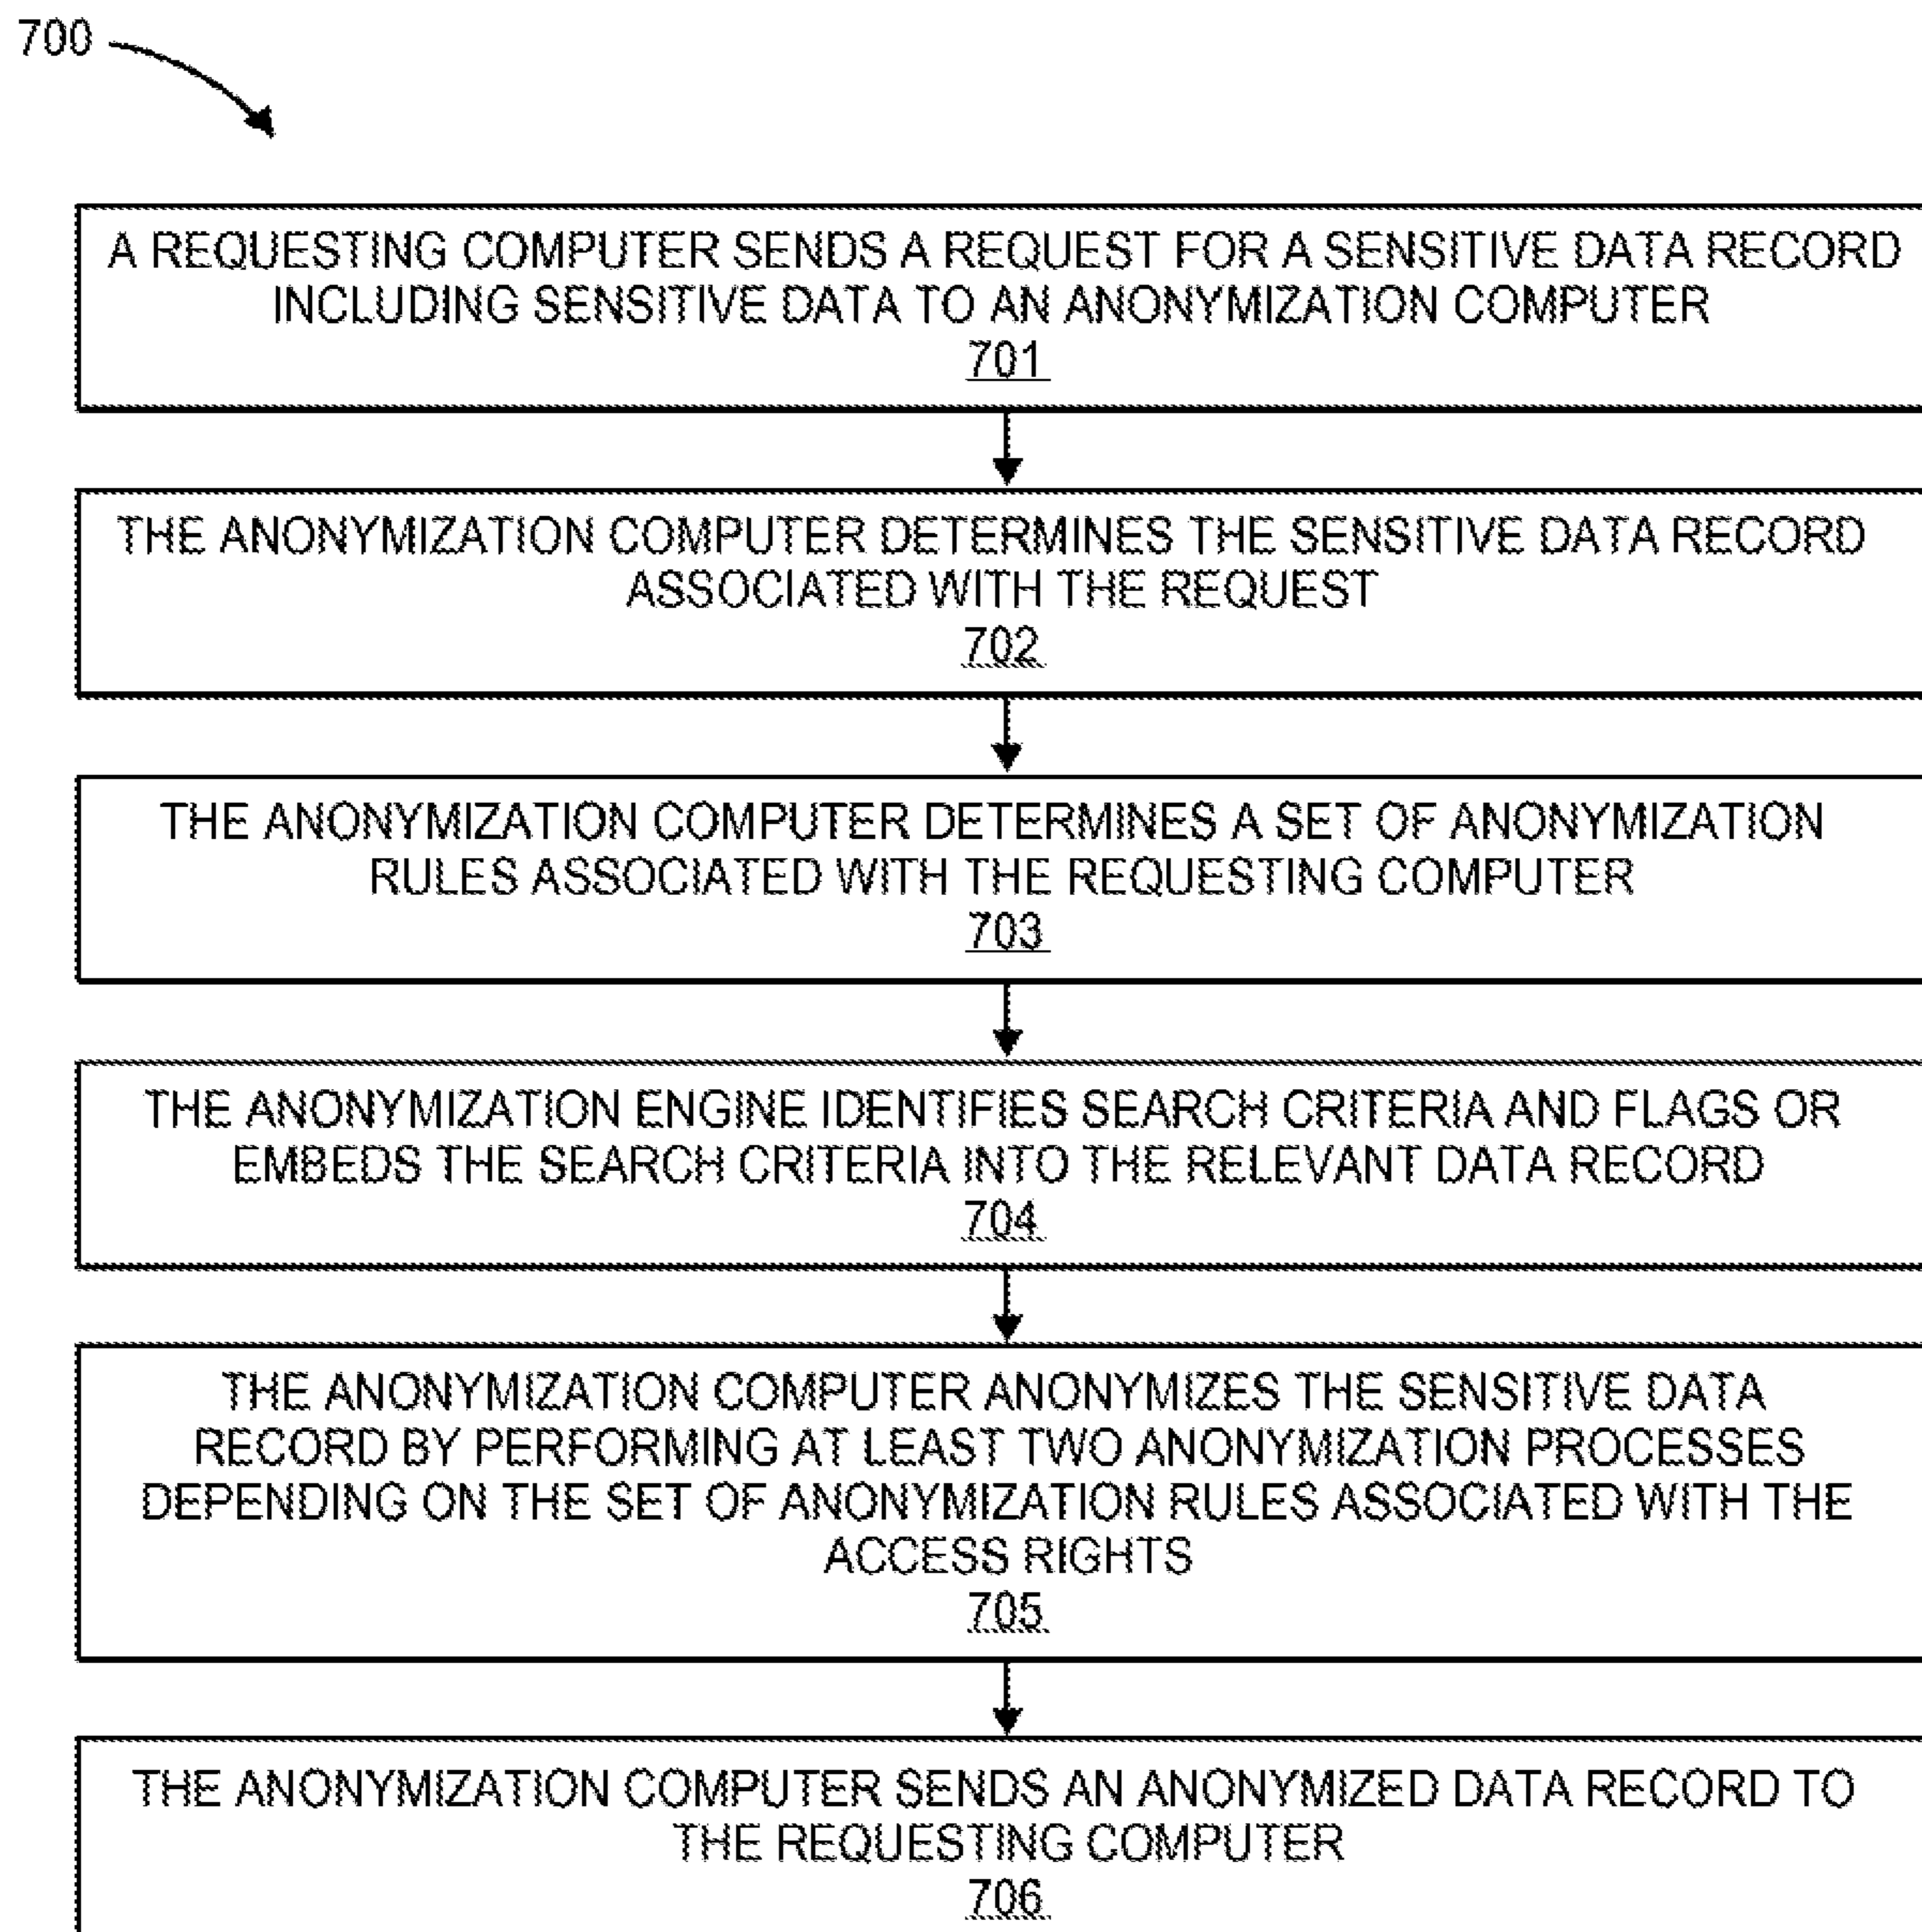 700
A REQUESTING COMPUTER SENDS A REQUEST FOR A SENSITIVE DATA RECORD
INCLUDING SENSITIVE DATA TO AN ANONYMIZATION COMPUTER
701
THE ANONYMIZATION COMPUTER DETERMINES THE SENSITIVE DATA RECORD
ASSOCIATED WITH THE REQUEST
702
THE ANONYMIZATION COMPUTER DETERMINES A SET OF ANONYMIZATION
RULES ASSOCIATED WITH THE REQUESTING COMPUTER
703
THE ANONYMIZATION ENGINE IDENTIFIES SEARCH CRITERIA AND FLAGS OR
EMBEDS THE SEARCH CRITERIA INTO THE RELEVANT DATA RECORD
704
THE ANONYMIZATION COMPUTER ANONYMIZES THE SENSITIVE DATA
RECORD BY PERFORMING AT LEAST TWO ANONYMIZATION PROCESSES
DEPENDING ON THE SET OF ANONYMIZATION RULES ASSOCIATED WITH THE
ACCESS RIGHTS
705
THE ANONYMIZATION COMPUTER SENDS AN ANONYMIZED DATA RECORD TO
THE REQUESTING COMPUTER
706